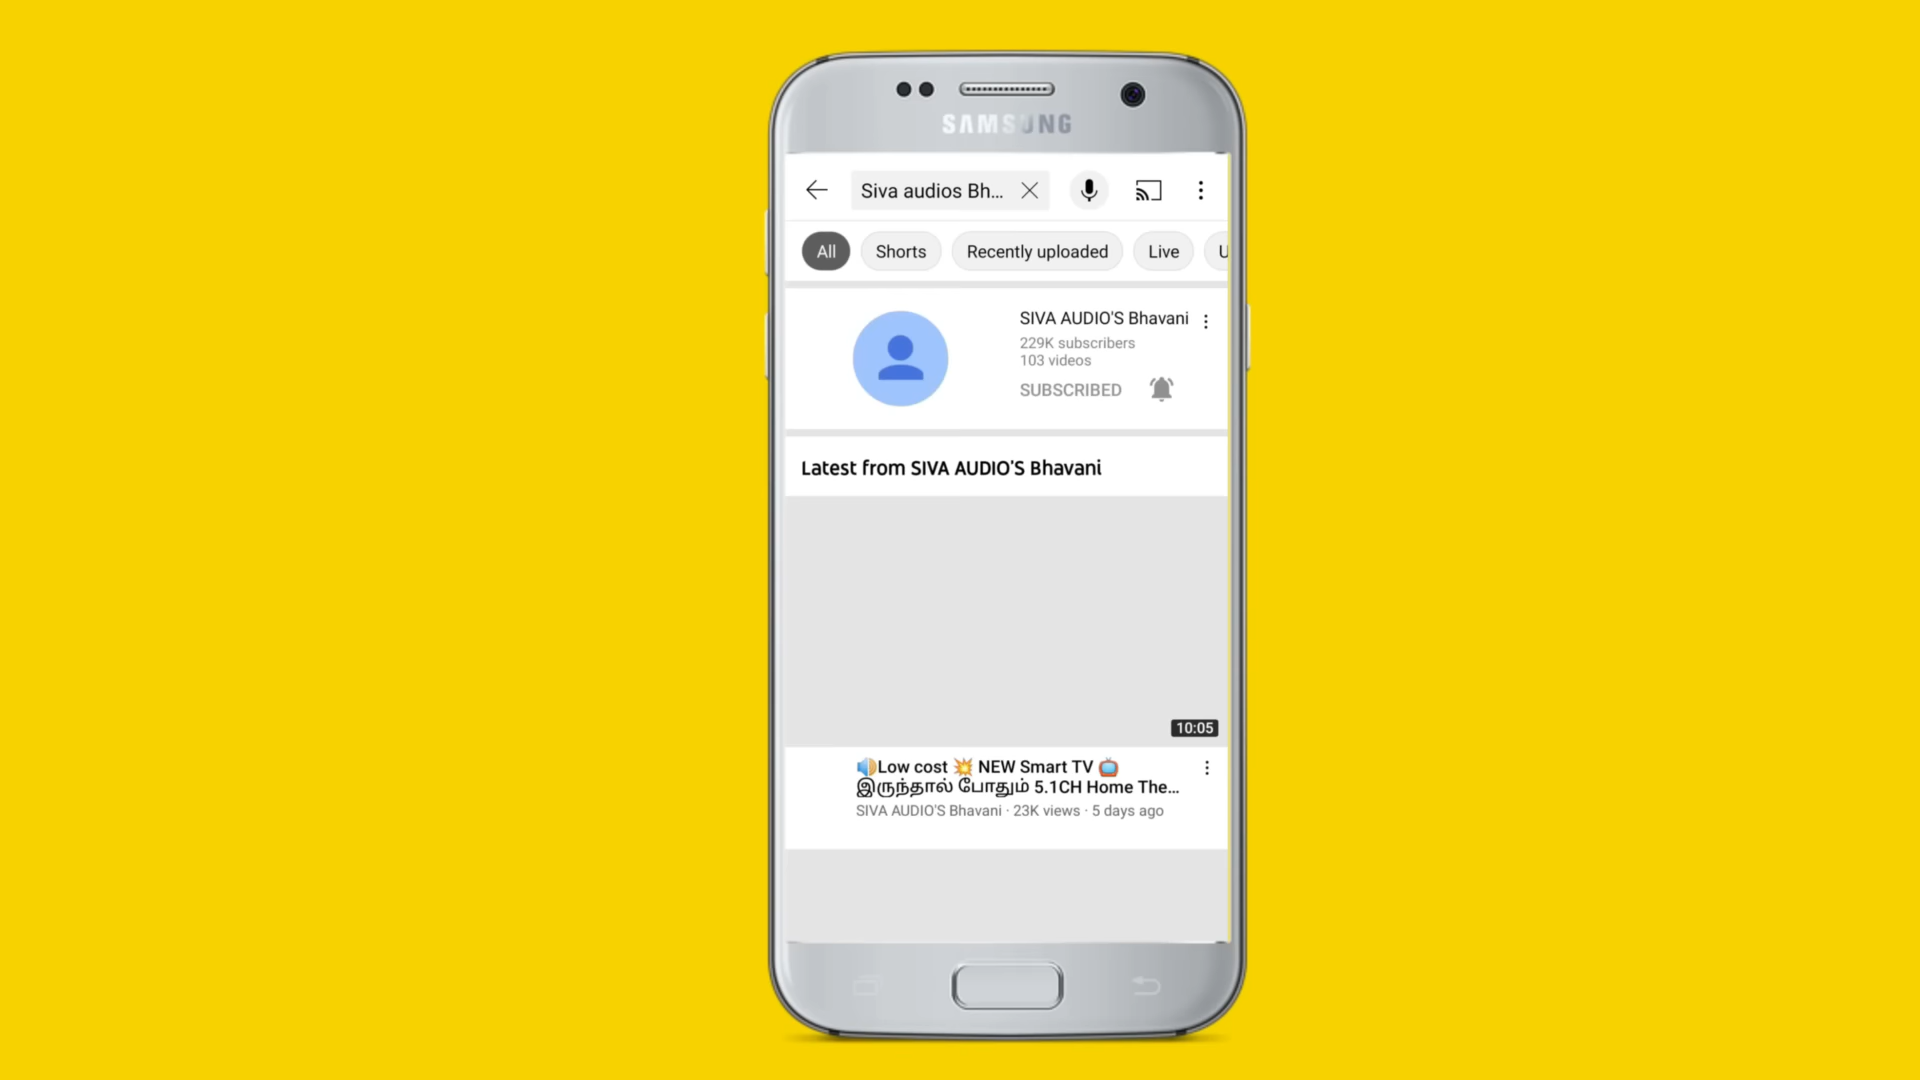 SAMSUNG
Siva audios Bh...
All Shorts Recently uploaded Live U
SIVA AUDIO'S Bhavani
229K subscribers
103 videos
SUBSCRIBED
Latest from SIVA AUDIO'S Bhavani
10:05
🔊Low cost 💥 NEW Smart TV 📺
இருந்தால் போதும் 5.1CH Home The...
SIVA AUDIO'S Bhavani · 23K views · 5 days ago